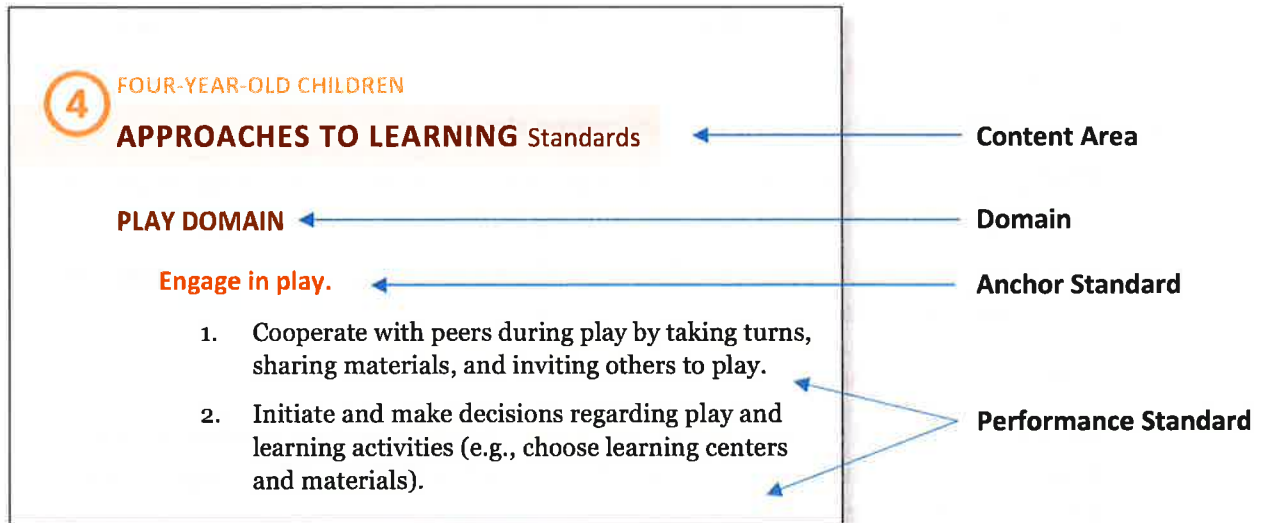 4
FOUR-YEAR-OLD CHILDREN
APPROACHES TO LEARNING Standards
Content Area
PLAY DOMAIN
Domain
Engage in play.
Anchor Standard
1. Cooperate with peers during play by taking turns,
sharing materials, and inviting others to play.
2. Initiate and make decisions regarding play and
learning activities (e.g., choose learning centers
and materials).
Performance Standard